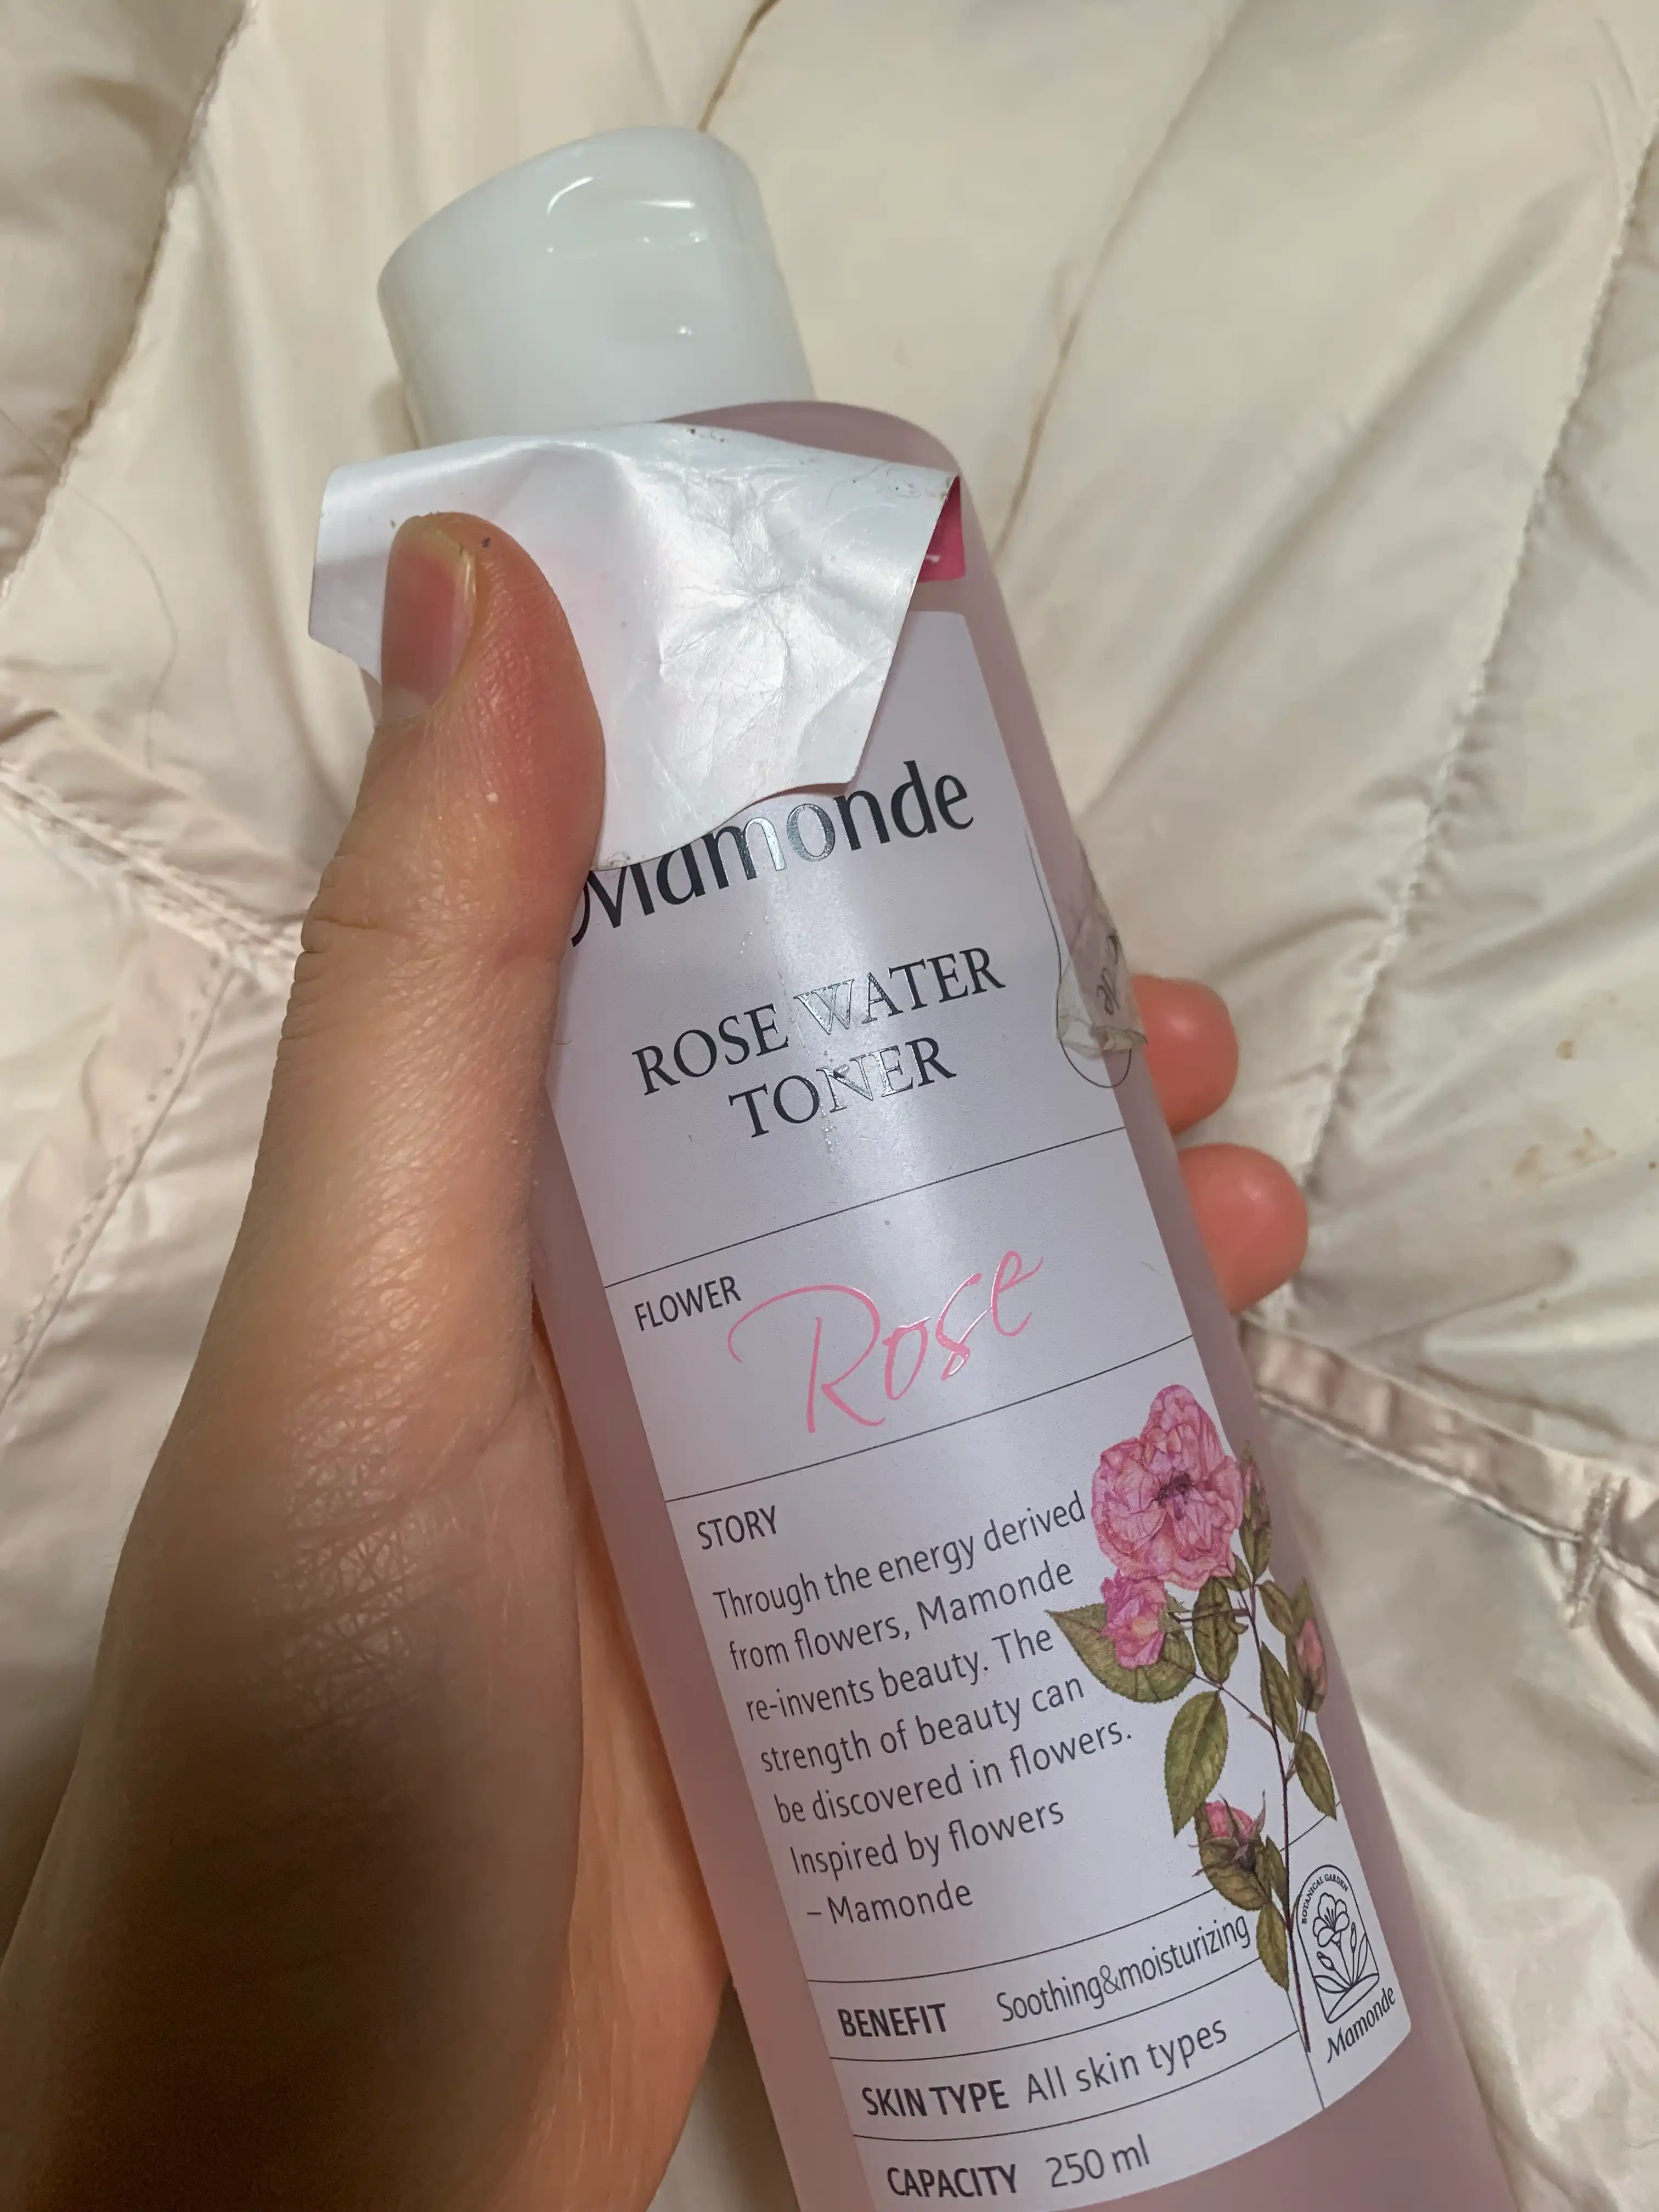 Mamonde
ROSE WATER
TONER
FLOWER
Rose
STORY
Through the energy derived
from flowers, Mamonde
re-invents beauty. The
strength of beauty can
be discovered in flowers.
Inspired by flowers
– Mamonde
BENEFIT Soothing&moisturizing
SKIN TYPE All skin types
CAPACITY 250 ml
BOTANICAL GARDEN
Mamonde